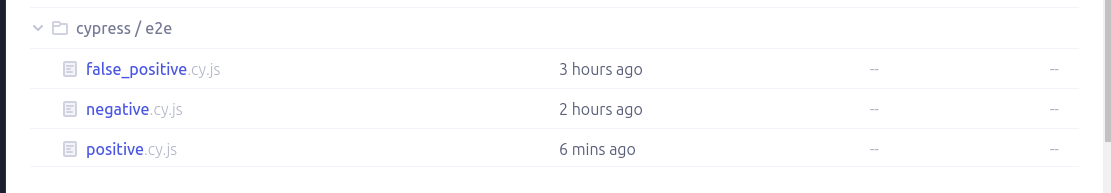 cypress / e2e
false_positive.cy.js 3 hours ago -- --
negative.cy.js 2 hours ago -- --
positive.cy.js 6 mins ago -- --